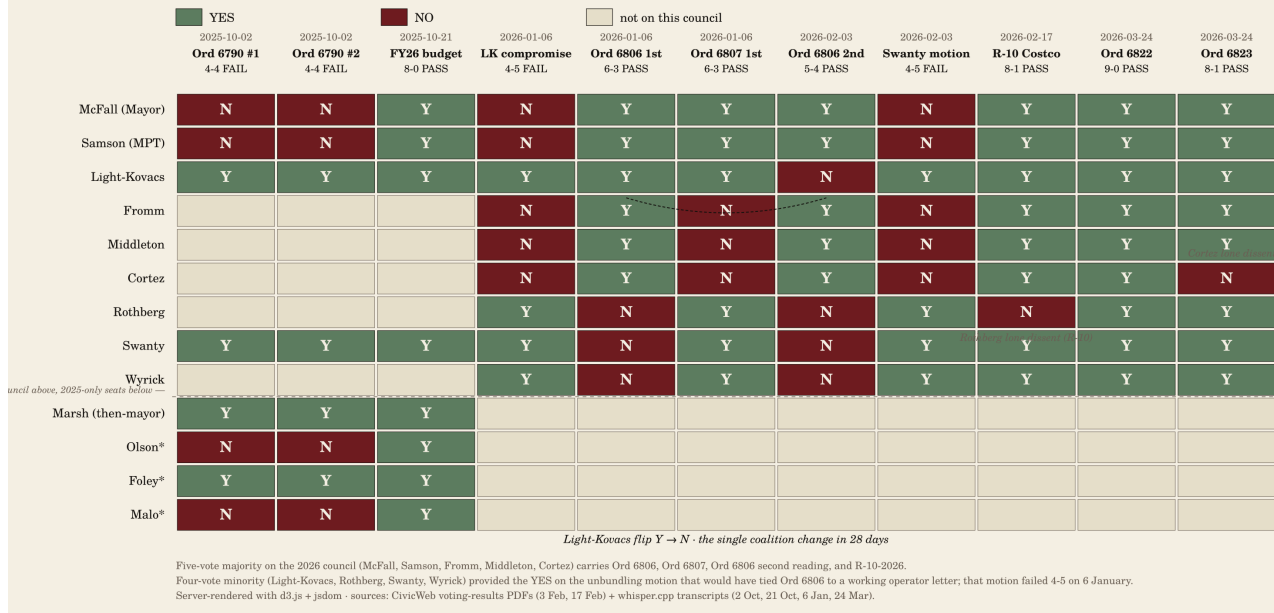 YES NO not on this council
2025-10-02 2025-10-02 2025-10-21 2026-01-06 2026-01-06 2026-01-06 2026-02-03 2026-02-03 2026-02-17 2026-03-24 2026-03-24
Ord 6790 #1 Ord 6790 #2 FY26 budget LK compromise Ord 6806 1st Ord 6807 1st Ord 6806 2nd Swanty motion R-10 Costco Ord 6822 Ord 6823
4-4 FAIL 4-4 FAIL 8-0 PASS 4-5 FAIL 6-3 PASS 6-3 PASS 5-4 PASS 4-5 FAIL 8-1 PASS 9-0 PASS 8-1 PASS
McFall (Mayor) N N Y N Y Y Y N Y Y Y
Samson (MPT) N N Y N Y Y Y N Y Y Y
Light-Kovacs Y Y Y Y Y Y N Y Y Y Y
Fromm N Y N Y N Y Y Y
Middleton N Y N Y N Y Y Y
Cortez lone
Cortez N Y N Y N Y Y N
Rothberg Y N Y N Y N Y Y
Rothberg lone dissent (R-10)
Swanty Y Y Y Y N Y N Y Y Y Y
Wyrick Y N Y N Y Y Y Y
above, 2025-only seats below —
Marsh (then-mayor) Y Y Y
Olson* N N Y
Foley* Y Y Y
Malo* N N Y
Light-Kovacs flip Y → N · the single coalition change in 28 days
Five-vote majority on the 2026 council (McFall, Samson, Fromm, Middleton, Cortez) carries Ord 6806, Ord 6807, Ord 6806 second reading, and R-10-2026.
Four-vote minority (Light-Kovacs, Rothberg, Swanty, Wyrick) provided the YES on the unbundling motion that would have tied Ord 6806 to a working operator letter; that motion failed 4-5 on 6 January.
Server-rendered with d3.js + jsdom · sources: CivicWeb voting-results PDFs (3 Feb, 17 Feb) + whisper.cpp transcripts (2 Oct, 21 Oct, 6 Jan, 24 Mar).